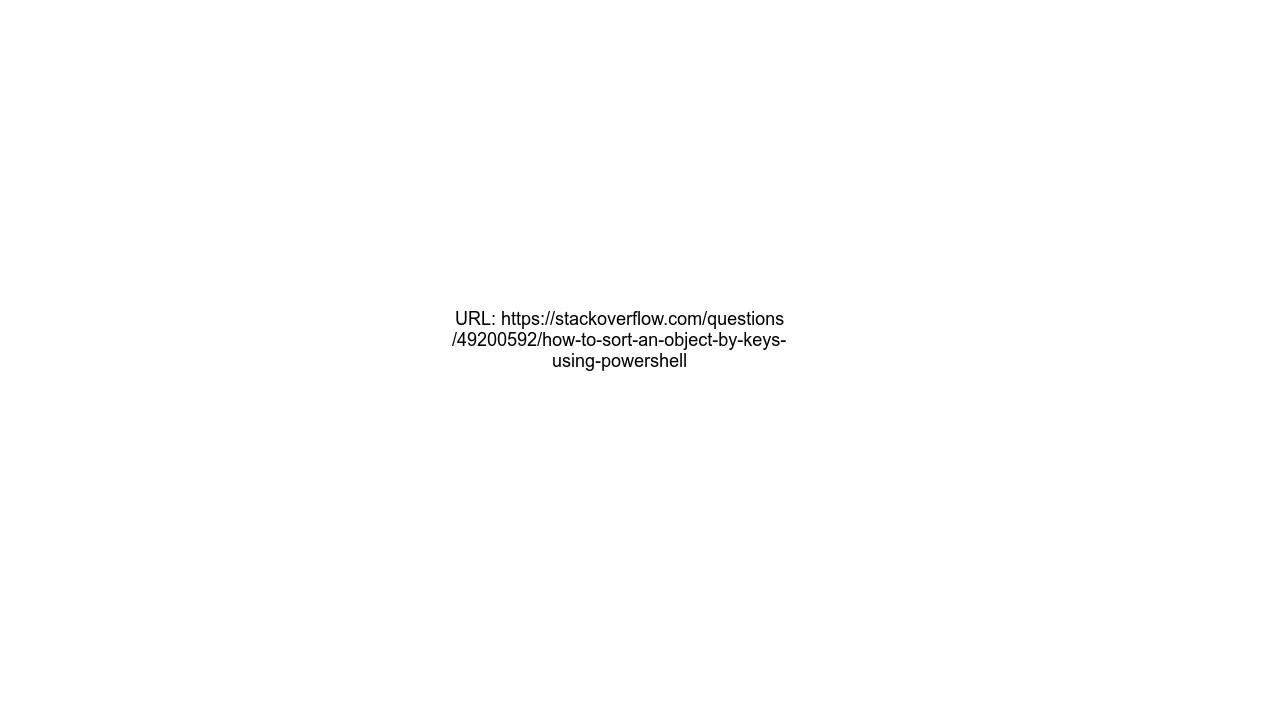 URL: https://stackoverflow.com/questions
/49200592/how-to-sort-an-object-by-keys-
using-powershell